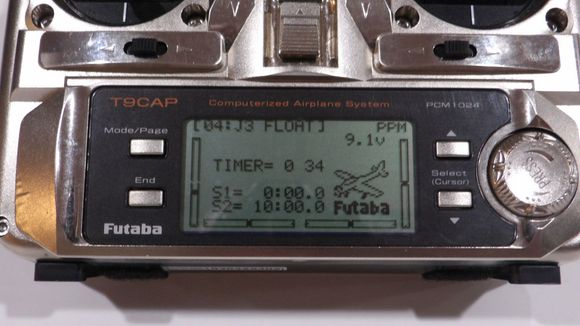 T9CAP Computerized Airplane System PCM1024
Mode/Page
End
Futaba
[04:J3 FLOAT] PPM
9.1v
TIMER= 0 34
S1= 0:00.0
S2= 10:00.0 Futaba
Select
(Cursor)
PRESS